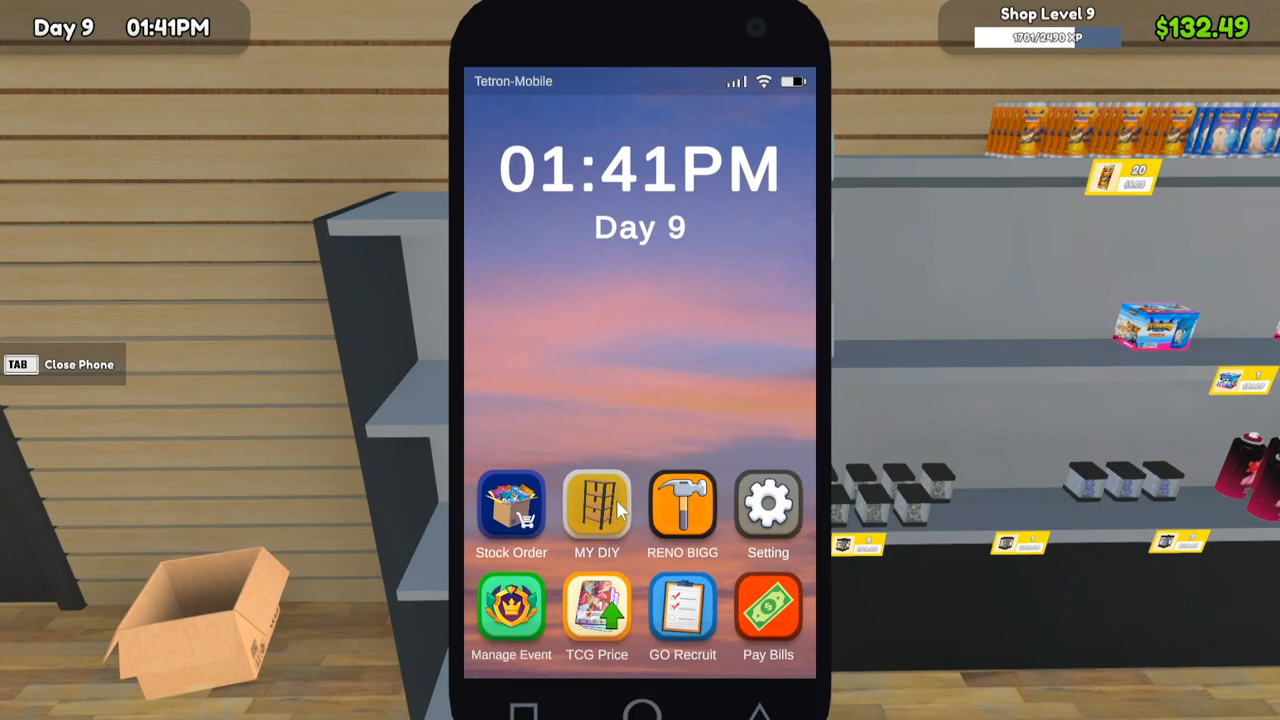 Day 9 01:41PM
Shop Level 9
1701/2490 XP
$132.49
Tetron-Mobile
01:41PM
Day 9
TAB Close Phone
Stock Order MY DIY RENO BIGG Setting
Manage Event TCG Price GO Recruit Pay Bills
20